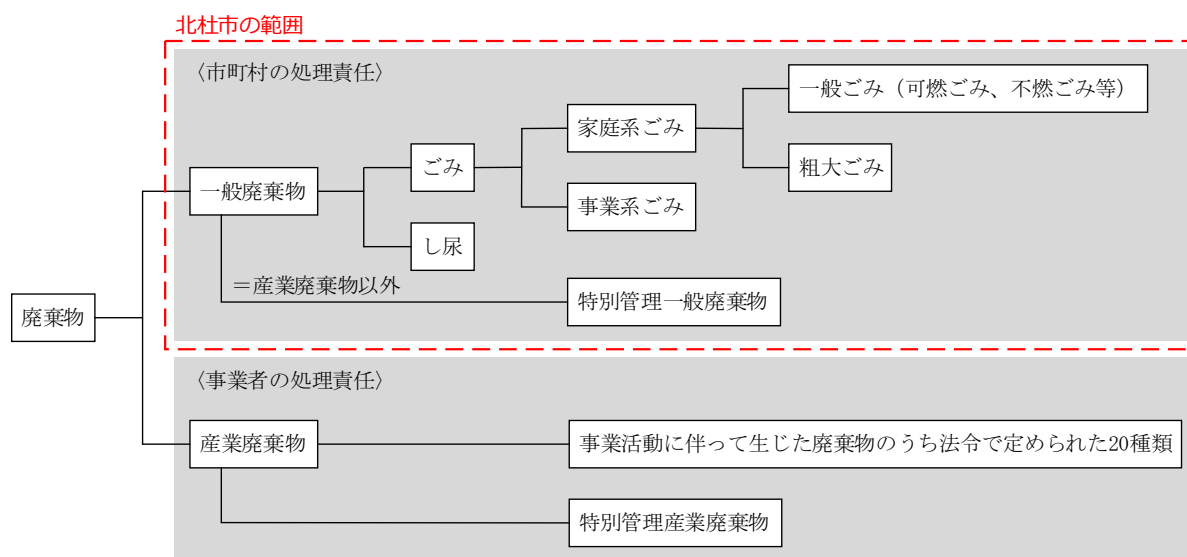 北杜市の範囲
〈市町村の処理責任〉
一般ごみ（可燃ごみ、不燃ごみ等）
家庭系ごみ
ごみ
粗大ごみ
一般廃棄物
事業系ごみ
し尿
＝産業廃棄物以外
特別管理一般廃棄物
廃棄物
〈事業者の処理責任〉
産業廃棄物
事業活動に伴って生じた廃棄物のうち法令で定められた20種類
特別管理産業廃棄物